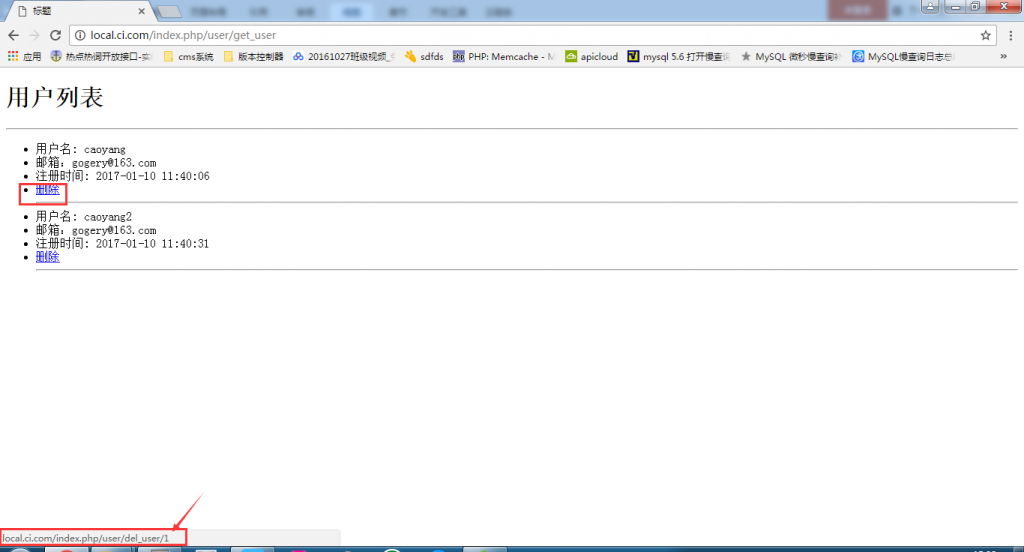 标题
local.ci.com/index.php/user/get_user
应用
热点热词开放接口-实
cms系统
版本控制器
20161027班级视频_
sdfds
PHP: Memcache - M
apicloud
mysql 5.6 打开慢查询
MySQL 微秒慢查询补
MySQL慢查询日志总
»
用户列表
用户名: caoyang
邮箱: gogery@163.com
注册时间: 2017-01-10 11:40:06
删除
用户名: caoyang2
邮箱: gogery@163.com
注册时间: 2017-01-10 11:40:31
删除
local.ci.com/index.php/user/del_user/1